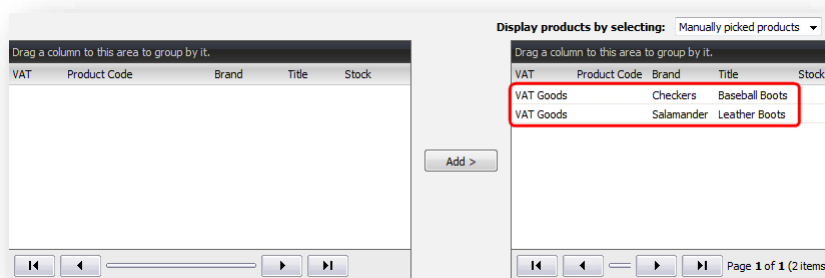 Display products by selecting: Manually picked products
Drag a column to this area to group by it.
Drag a column to this area to group by it.
VAT Product Code Brand Title Stock
VAT Product Code Brand Title Stock
VAT Goods Checkers Baseball Boots
VAT Goods Salamander Leather Boots
Add >
Page 1 of 1 (2 items